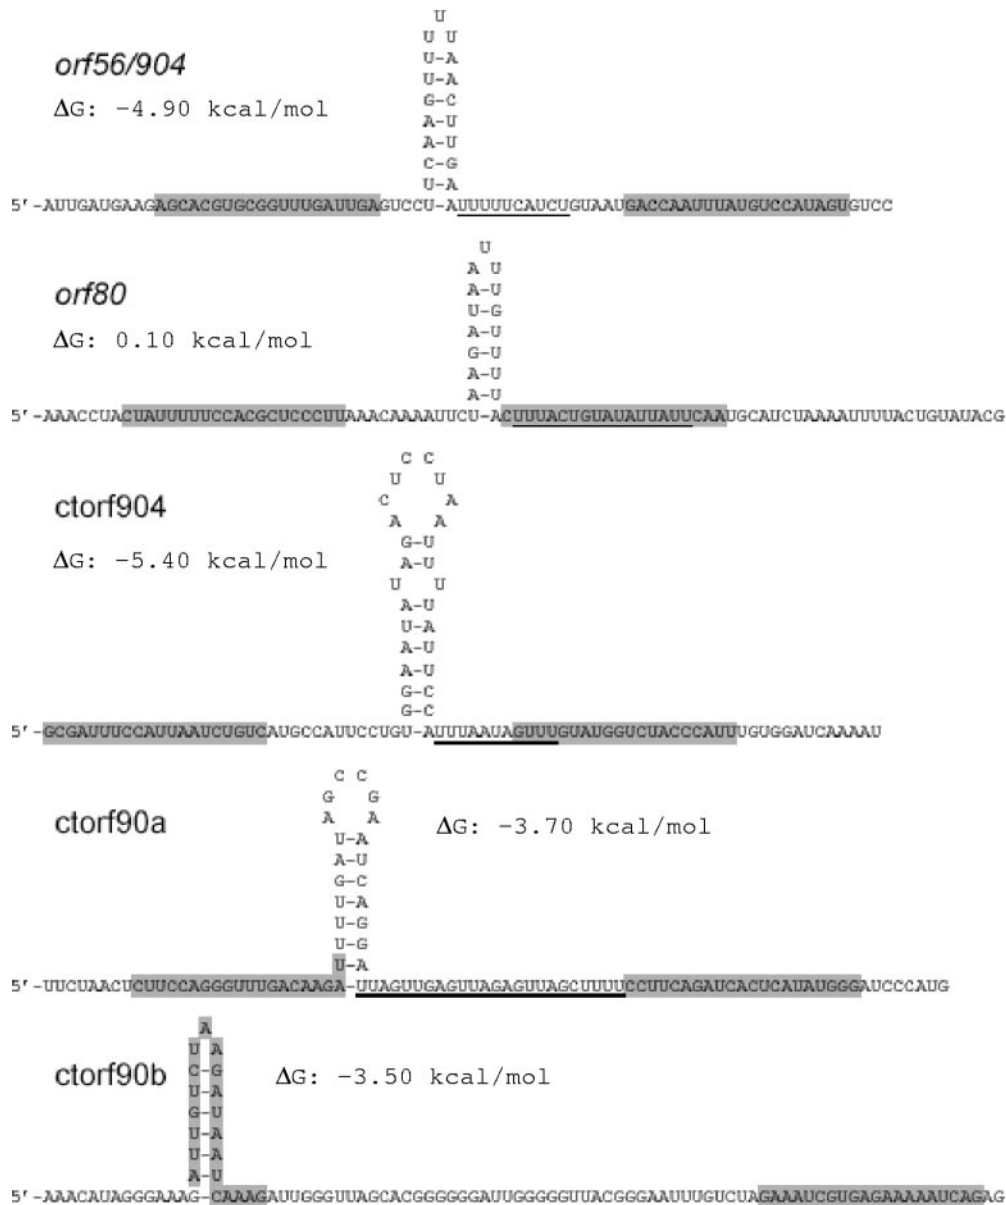 U
U U
orf56/904
U-A
U-A
ΔG: -4.90 kcal/mol
G-C
A-U
A-U
C-G
U A
5'-AUUGAUGAAGAGCACGUGCGGUUUGAUUGAGUCCU-AUUUUUCAUCUGUAAUGACCAAUUUAUGUCCAUAGUGUCC
U
A U
orf80
A-U
U-G
ΔG: 0.10 kcal/mol
A-U
G-U
A-U
A U
5'-AAACCUACUAUUUUUCCACGCUCCCUUAAACAAAAUUCU-ACUUUACUGUAUAUUAUUCAAUGCAUCUAAAAUUUUACUGUAUACG
C C
U U
ctorf904
C A
A A
G-U
ΔG: -5.40 kcal/mol
A-U
U U
A-U
U-A
A-U
A-U
G-C
G-C
5'-GCGAUUUCCAUUAAUCUGUCAUGCCAUUCCUGU-AUUUAAUAGUUUGUAUGGUCUACCCAUUUGUGGAUCAAAAU
C C
G G
ctorf90a
A A
ΔG: -3.70 kcal/mol
U-A
A-U
G-C
U-A
U-G
U-G
U-A
5'-UUCUAACUCUUCCAGGGUUUGACAAGA-UUAGUUGAGUUAGAGUUAGCUUUUCCUUCAGAUCACUCAUAUGGGAUCCCAUG
A
U A
ctorf90b
C-G
ΔG: -3.50 kcal/mol
U-A
G-U
U-A
U-A
A-U
5'-AAACAUAGGGAAAG-CAAAGAUUGGGUUAGCACGGGGGGAUUGGGGGUUACGGGAAUUUGUCUAGAAAUCGUGAGAAAAAUCAGAG